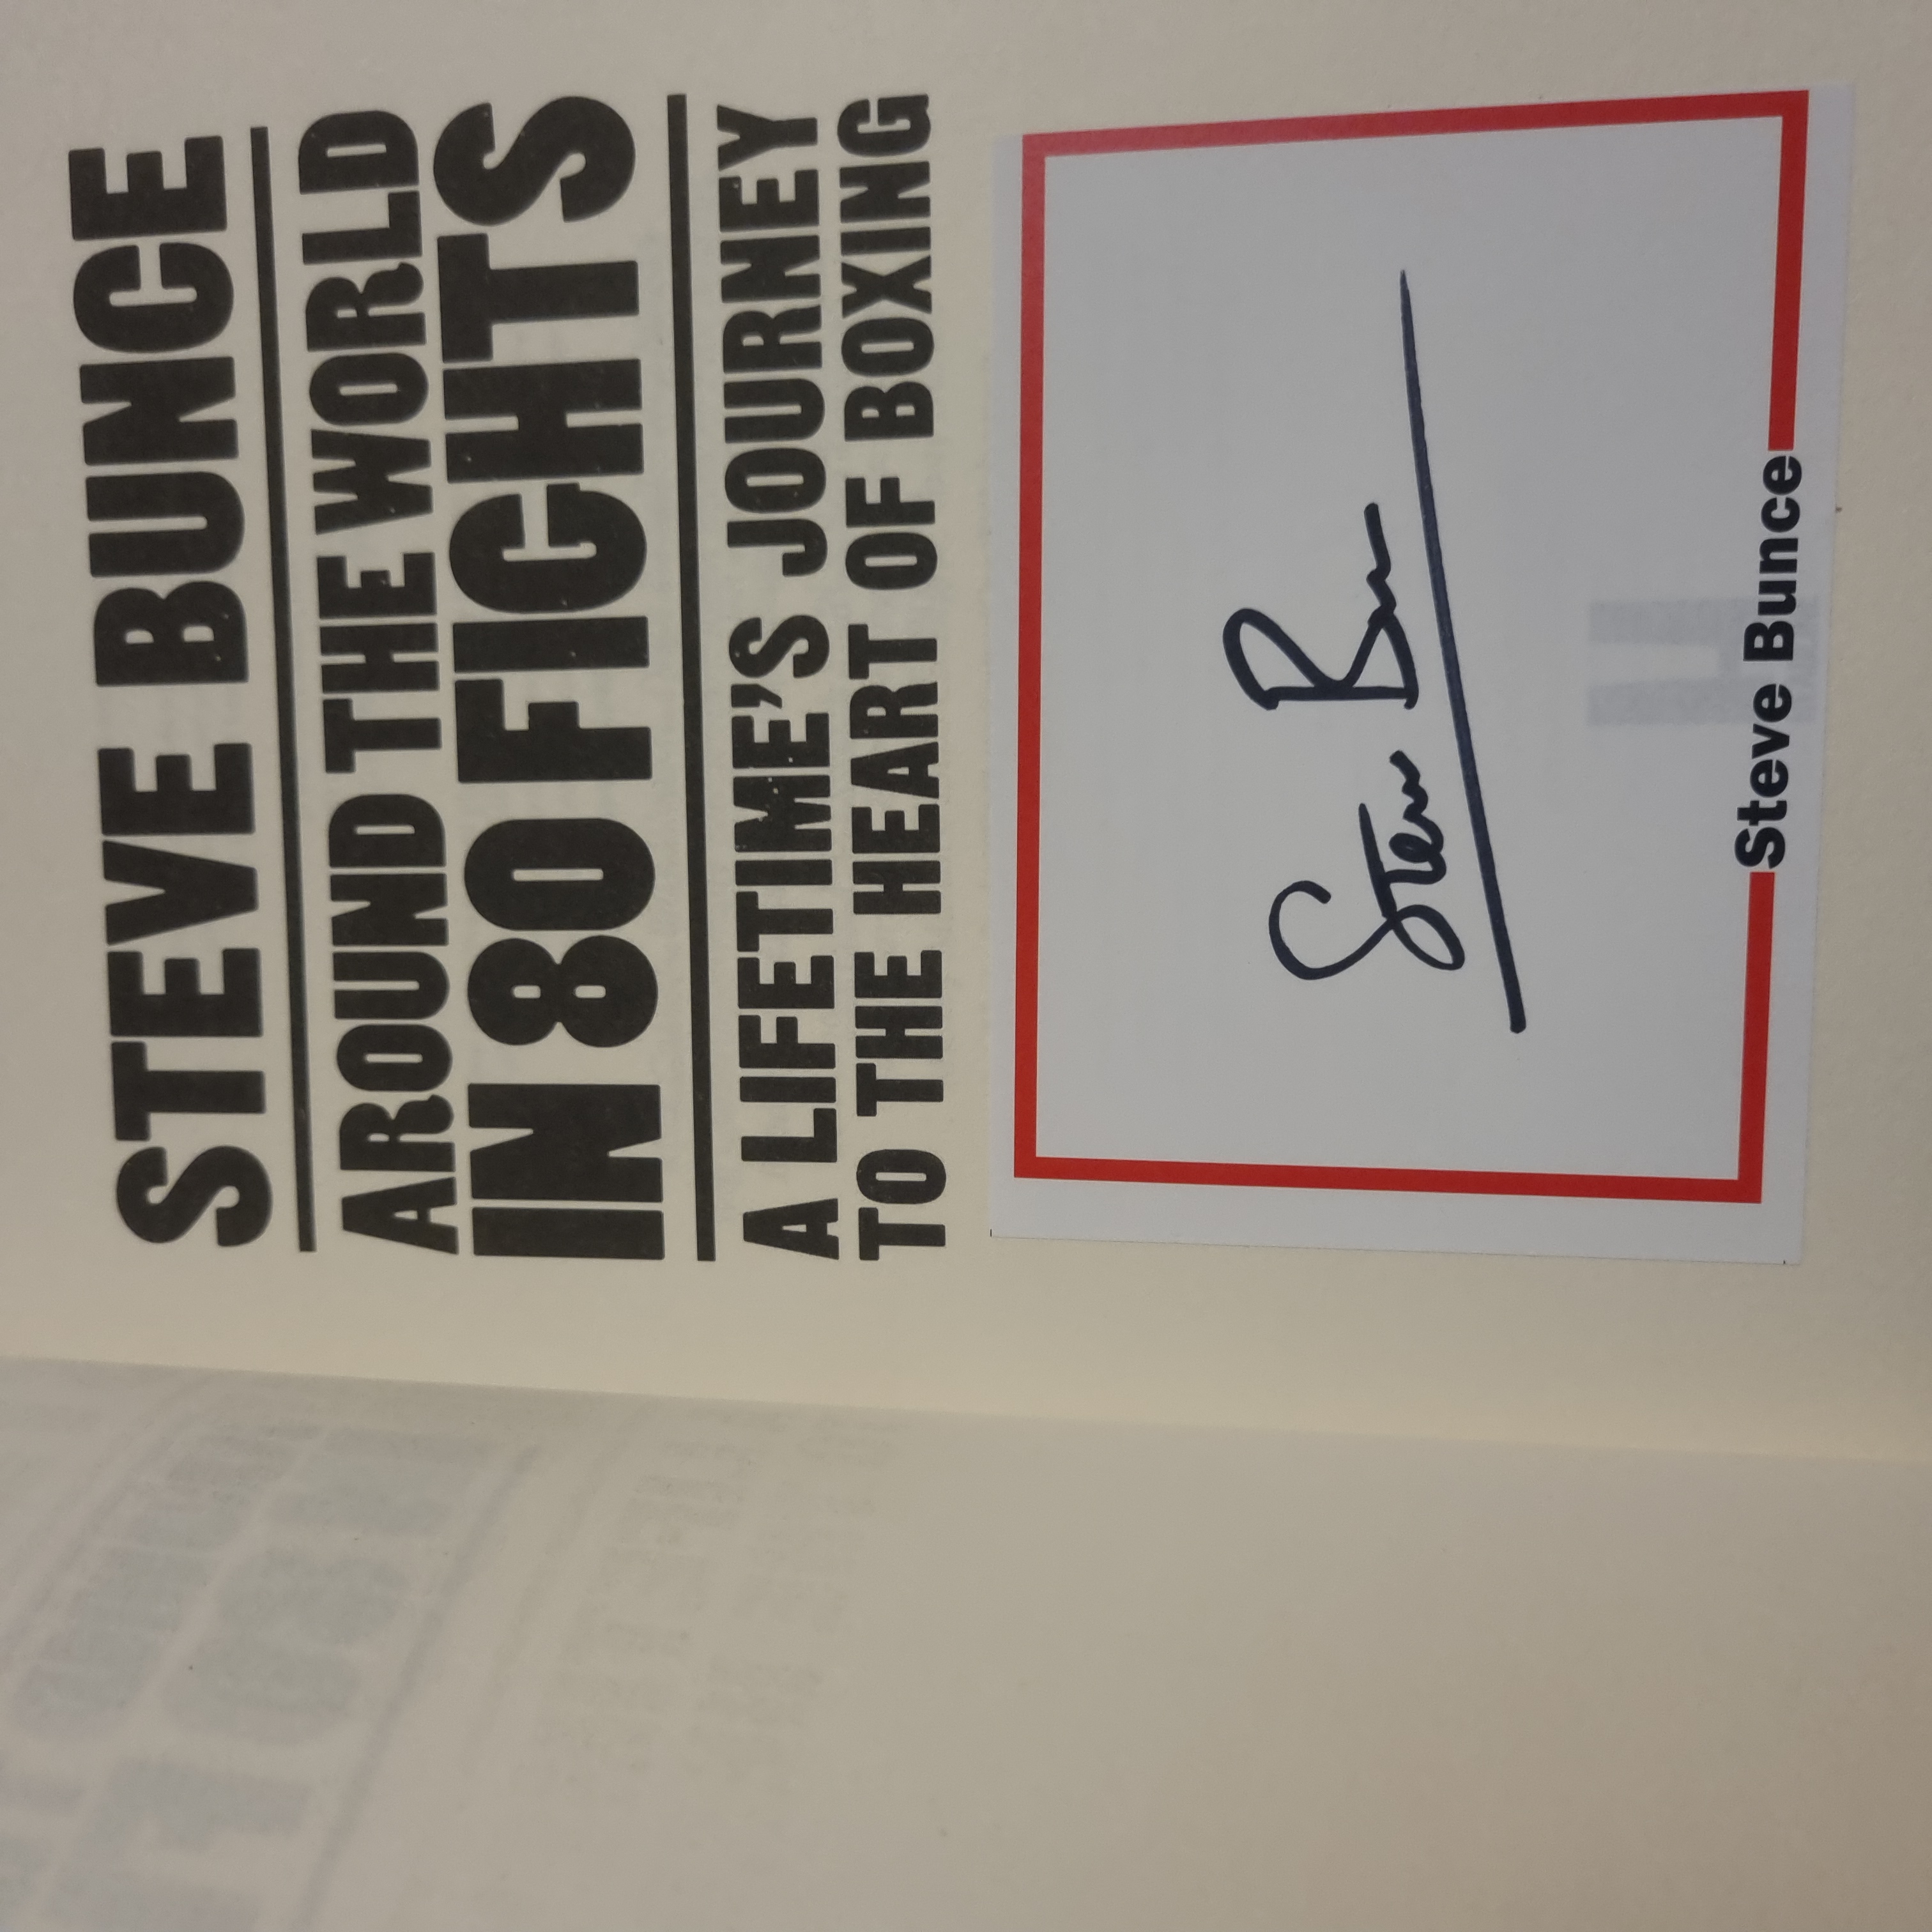 STEVE BUNCE
AROUND THE WORLD
IN 80 FIGHTS
A LIFETIME'S JOURNEY
TO THE HEART OF BOXING
Steve Bunce